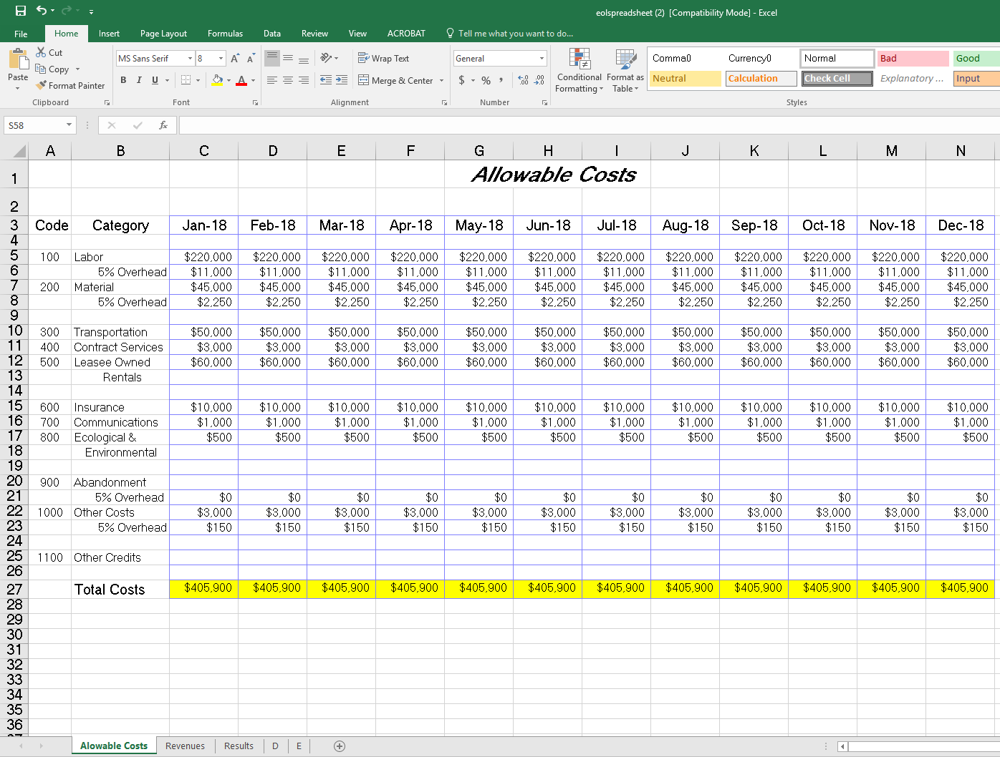 eolspreadsheet (2) [Compatibility Mode] - Excel
File Home Insert Page Layout Formulas Data Review View ACROBAT Tell me what you want to do...
Paste Cut Copy Format Painter Clipboard
MS Sans Serif 8 A A B I U A Font
Wrap Text Merge & Center Alignment
General $ % , .0 .00 .00 .0 Number
Conditional Formatting Format as Table
Comma0 Currency0 Normal Bad Good
Neutral Calculation Check Cell Explanatory ... Input
Styles
S58 fx
A B C D E F G H I J K L M N
1 Allowable Costs
2
3 Code Category Jan-18 Feb-18 Mar-18 Apr-18 May-18 Jun-18 Jul-18 Aug-18 Sep-18 Oct-18 Nov-18 Dec-18
4
5 100 Labor $220,000 $220,000 $220,000 $220,000 $220,000 $220,000 $220,000 $220,000 $220,000 $220,000 $220,000 $220,000
6 5% Overhead $11,000 $11,000 $11,000 $11,000 $11,000 $11,000 $11,000 $11,000 $11,000 $11,000 $11,000 $11,000
7 200 Material $45,000 $45,000 $45,000 $45,000 $45,000 $45,000 $45,000 $45,000 $45,000 $45,000 $45,000 $45,000
8 5% Overhead $2,250 $2,250 $2,250 $2,250 $2,250 $2,250 $2,250 $2,250 $2,250 $2,250 $2,250 $2,250
9
10 300 Transportation $50,000 $50,000 $50,000 $50,000 $50,000 $50,000 $50,000 $50,000 $50,000 $50,000 $50,000 $50,000
11 400 Contract Services $3,000 $3,000 $3,000 $3,000 $3,000 $3,000 $3,000 $3,000 $3,000 $3,000 $3,000 $3,000
12 500 Leasee Owned $60,000 $60,000 $60,000 $60,000 $60,000 $60,000 $60,000 $60,000 $60,000 $60,000 $60,000 $60,000
13 Rentals
14
15 600 Insurance $10,000 $10,000 $10,000 $10,000 $10,000 $10,000 $10,000 $10,000 $10,000 $10,000 $10,000 $10,000
16 700 Communications $1,000 $1,000 $1,000 $1,000 $1,000 $1,000 $1,000 $1,000 $1,000 $1,000 $1,000 $1,000
17 800 Ecological & $500 $500 $500 $500 $500 $500 $500 $500 $500 $500 $500 $500
18 Environmental
19
20 900 Abandonment
21 5% Overhead $0 $0 $0 $0 $0 $0 $0 $0 $0 $0 $0 $0
22 1000 Other Costs $3,000 $3,000 $3,000 $3,000 $3,000 $3,000 $3,000 $3,000 $3,000 $3,000 $3,000 $3,000
23 5% Overhead $150 $150 $150 $150 $150 $150 $150 $150 $150 $150 $150 $150
24
25 1100 Other Credits
26
27 Total Costs $405,900 $405,900 $405,900 $405,900 $405,900 $405,900 $405,900 $405,900 $405,900 $405,900 $405,900 $405,900
28
29
30
31
32
33
34
35
36
Alowable Costs Revenues Results D E